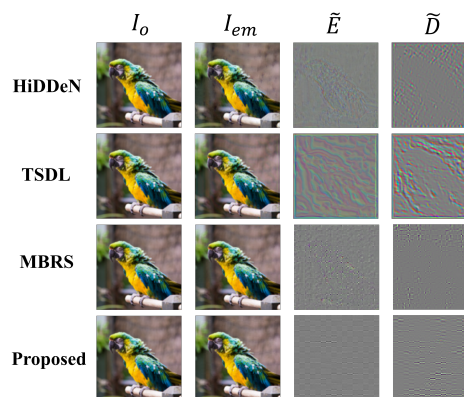 I_o I_em Ẽ D̃
HiDDeN
TSDL
MBRS
Proposed